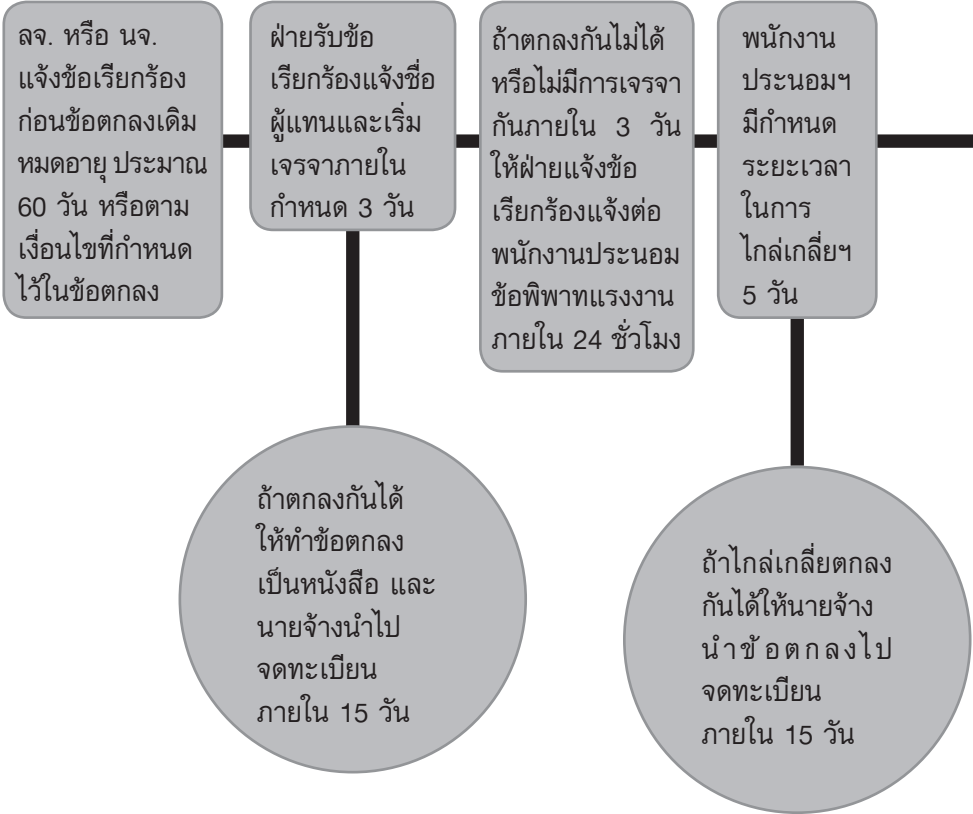 ลจ. หรือ นจ.
แจ้งข้อเรียกร้อง
ก่อนข้อตกลงเดิม
หมดอายุ ประมาณ
60 วัน หรือตาม
เงื่อนไขที่กำหนด
ไว้ในข้อตกลง
ฝ่ายรับข้อ
เรียกร้องแจ้งชื่อ
ผู้แทนและเริ่ม
เจรจาภายใน
กำหนด 3 วัน
ถ้าตกลงกันไม่ได้
หรือไม่มีการเจรจา
กันภายใน 3 วัน
ให้ฝ่ายแจ้งข้อ
เรียกร้องแจ้งต่อ
พนักงานประนอม
ข้อพิพาทแรงงาน
ภายใน 24 ชั่วโมง
พนักงาน
ประนอมฯ
มีกำหนด
ระยะเวลา
ในการ
ไกล่เกลี่ยฯ
5 วัน
ถ้าตกลงกันได้
ให้ทำข้อตกลง
เป็นหนังสือ และ
นายจ้างนำไป
จดทะเบียน
ภายใน 15 วัน
ถ้าไกล่เกลี่ยตกลง
กันได้ให้นายจ้าง
นำข้อตกลงไป
จดทะเบียน
ภายใน 15 วัน